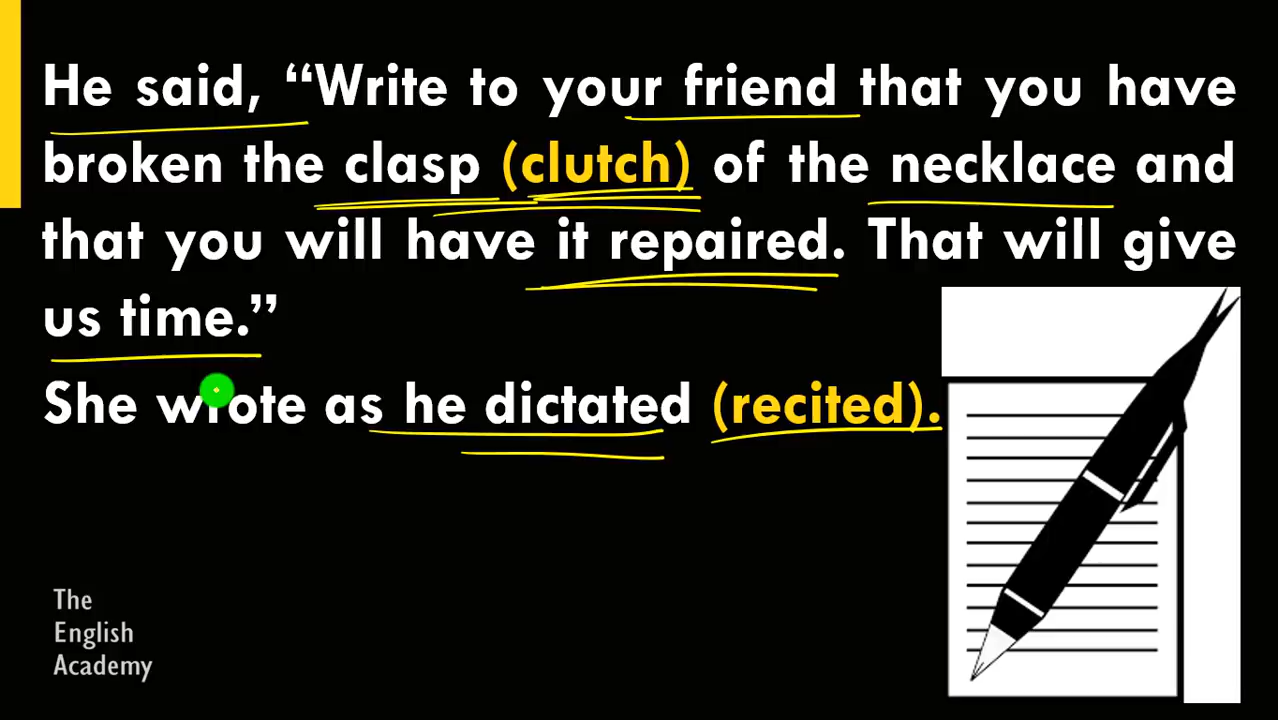 He said, “Write to your friend that you have
broken the clasp (clutch) of the necklace and
that you will have it repaired. That will give
us time.”
She wrote as he dictated (recited).
The
English
Academy